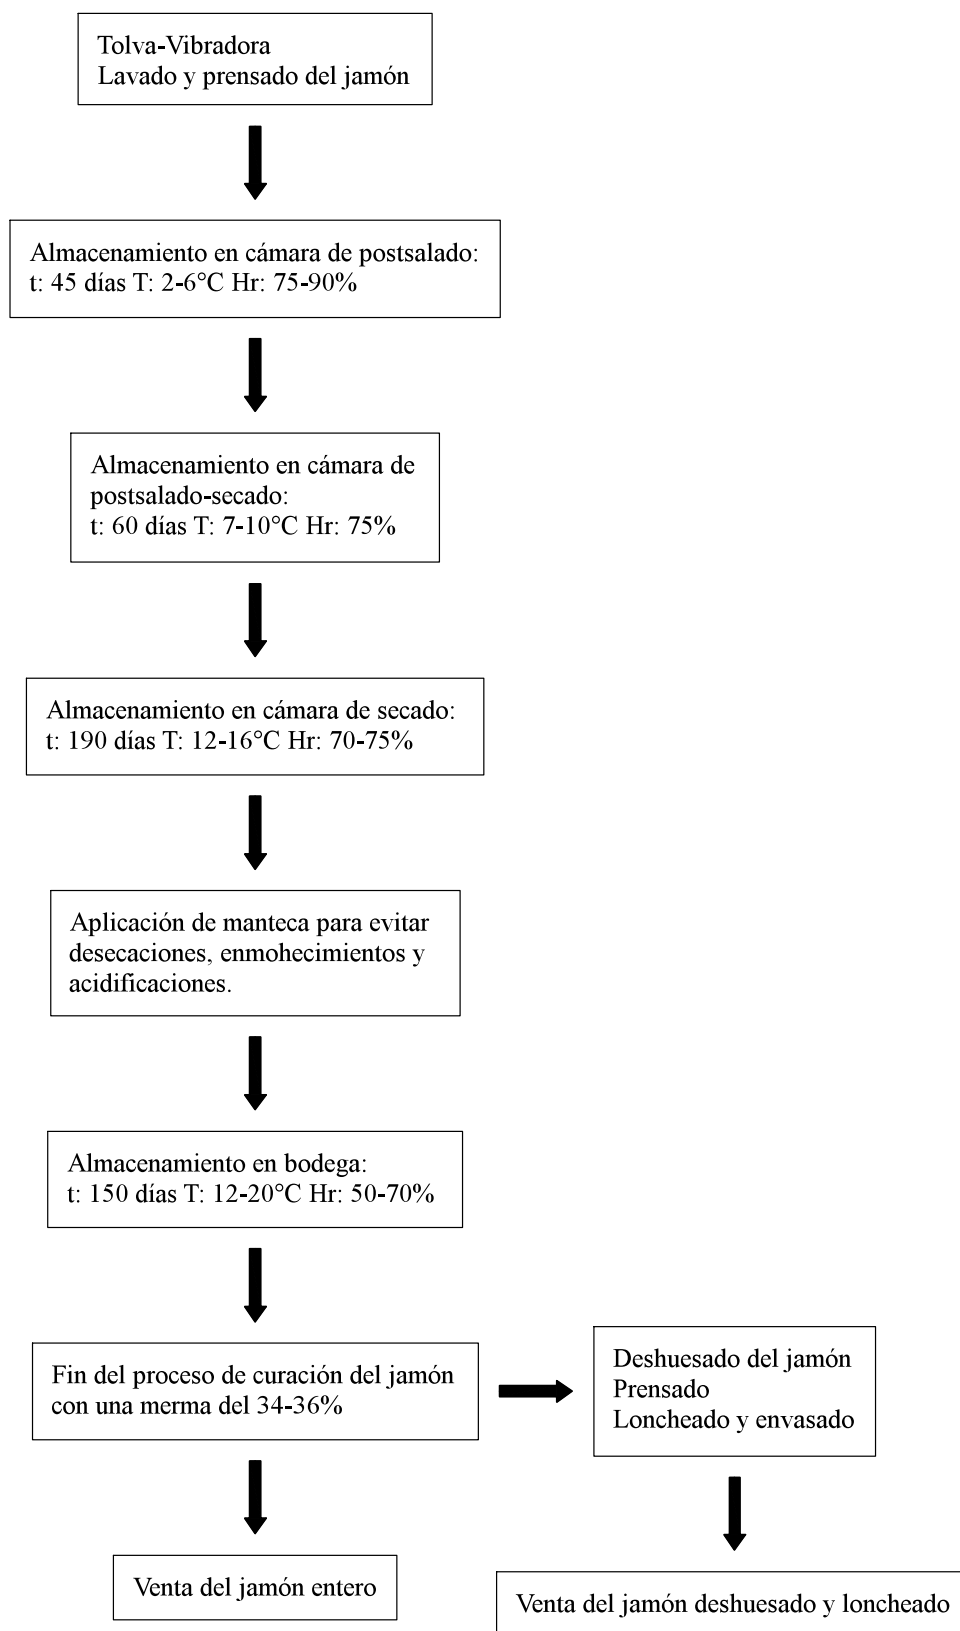 Tolva-Vibradora
Lavado y prensado del jamón
Almacenamiento en cámara de postsalado:
t: 45 días T: 2-6°C Hr: 75-90%
Almacenamiento en cámara de
postsalado-secado:
t: 60 días T: 7-10°C Hr: 75%
Almacenamiento en cámara de secado:
t: 190 días T: 12-16°C Hr: 70-75%
Aplicación de manteca para evitar
desecaciones, enmohecimientos y
acidificaciones.
Almacenamiento en bodega:
t: 150 días T: 12-20°C Hr: 50-70%
Fin del proceso de curación del jamón
con una merma del 34-36%
Deshuesado del jamón
Prensado
Loncheado y envasado
Venta del jamón entero
Venta del jamón deshuesado y loncheado